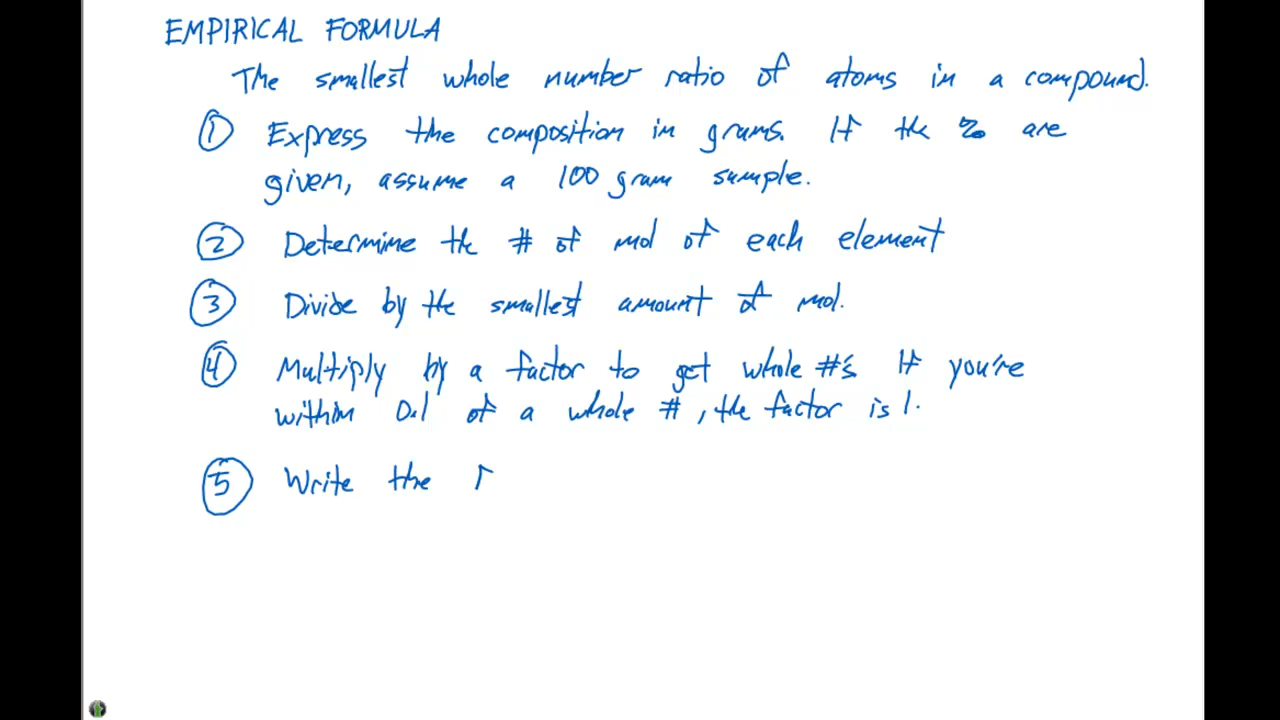 EMPIRICAL FORMULA
The smallest whole number ratio of atoms in a compound.
① Express the composition in grams. If the % are
given, assume a 100 gram sample.
② Determine the # of mol of each element
③ Divide by the smallest amount of mol.
④ Multiply by a factor to get whole #'s If you're
within 0.1 of a whole #, the factor is 1.
⑤ Write the